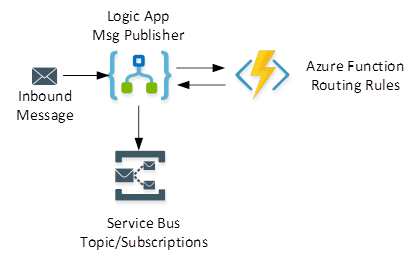 Logic App
Msg Publisher
Inbound
Message
Azure Function
Routing Rules
Service Bus
Topic/Subscriptions